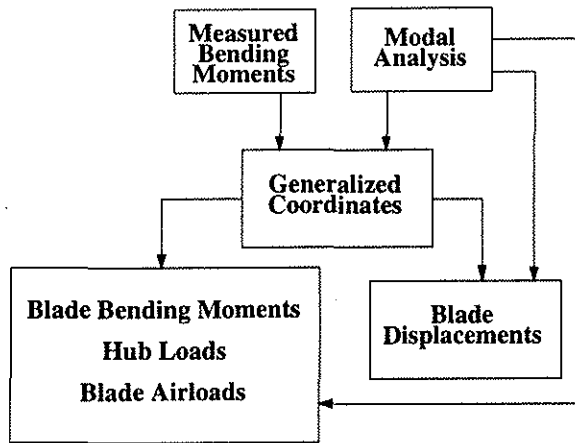 Measured
Bending
Moments
Modal
Analysis
Generalized
Coordinates
Blade Bending Moments
Hub Loads
Blade Airloads
Blade
Displacements